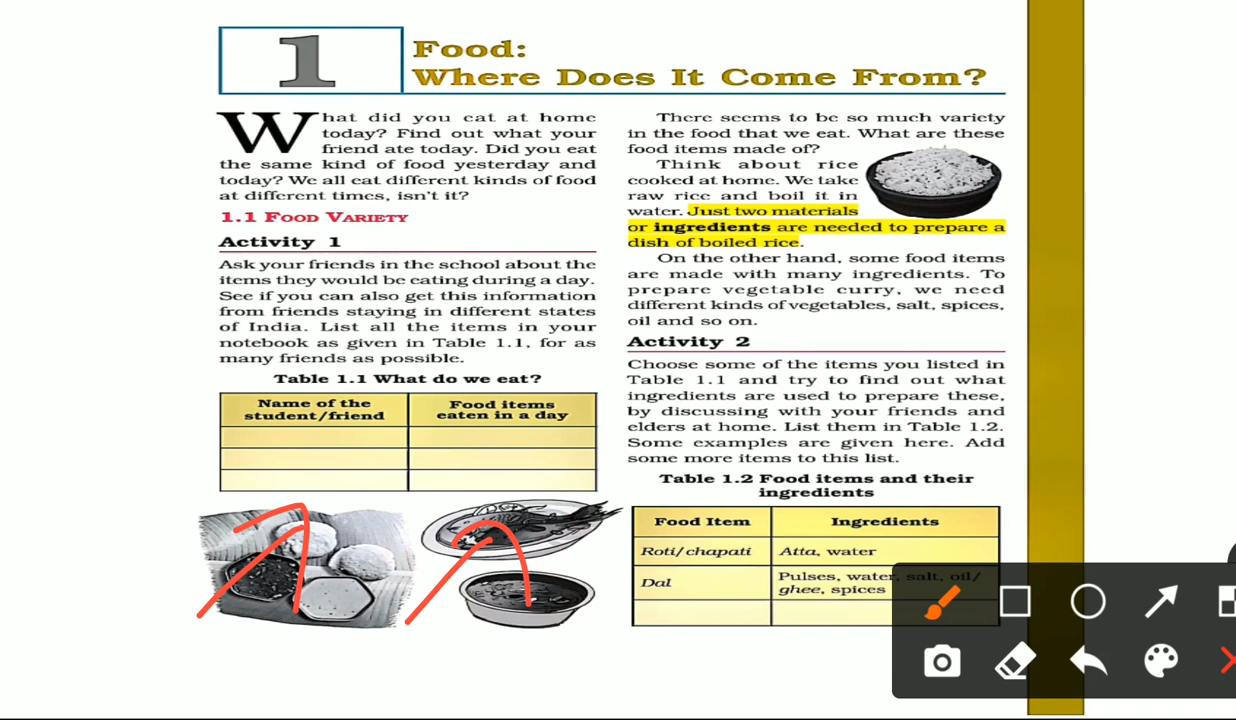 1
Food:
Where Does It Come From?
What did you eat at home
today? Find out what your
friend ate today. Did you eat
the same kind of food yesterday and
today? We all eat different kinds of food
at different times, isn't it?
1.1 FOOD VARIETY
Activity 1
Ask your friends in the school about the
items they would be eating during a day.
See if you can also get this information
from friends staying in different states
of India. List all the items in your
notebook as given in Table 1.1, for as
many friends as possible.
Table 1.1 What do we eat?
Name of the
student/friend
Food items
eaten in a day
There seems to be so much variety
in the food that we eat. What are these
food items made of?
Think about rice
cooked at home. We take
raw rice and boil it in
water. Just two materials
or ingredients are needed to prepare a
dish of boiled rice.
On the other hand, some food items
are made with many ingredients. To
prepare vegetable curry, we need
different kinds of vegetables, salt, spices,
oil and so on.
Activity 2
Choose some of the items you listed in
Table 1.1 and try to find out what
ingredients are used to prepare these,
by discussing with your friends and
elders at home. List them in Table 1.2.
Some examples are given here. Add
some more items to this list.
Table 1.2 Food items and their
ingredients
Food Item
Ingredients
Roti/chapati
Atta, water
Dal
Pulses, water, salt, oil/
ghee, spices